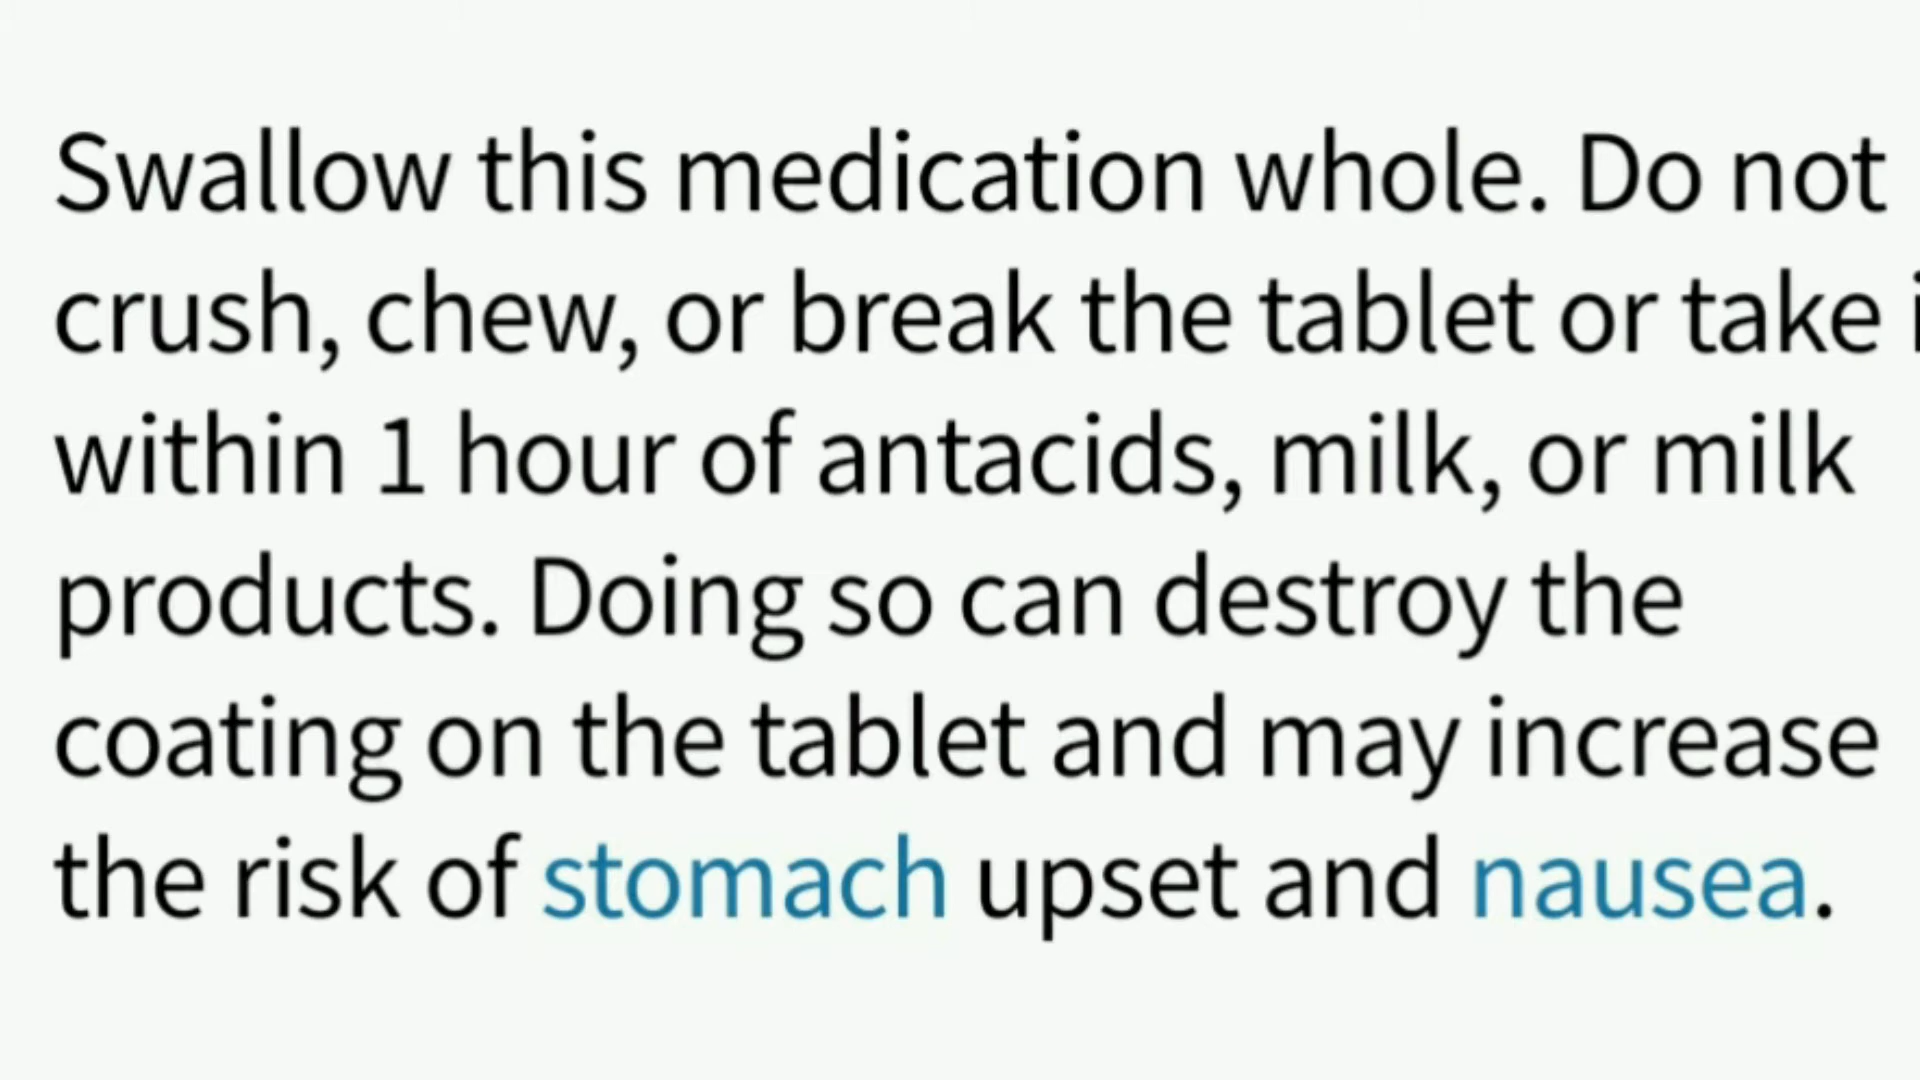 Swallow this medication whole. Do not
crush, chew, or break the tablet or take
within 1 hour of antacids, milk, or milk
products. Doing so can destroy the
coating on the tablet and may increase
the risk of stomach upset and nausea.